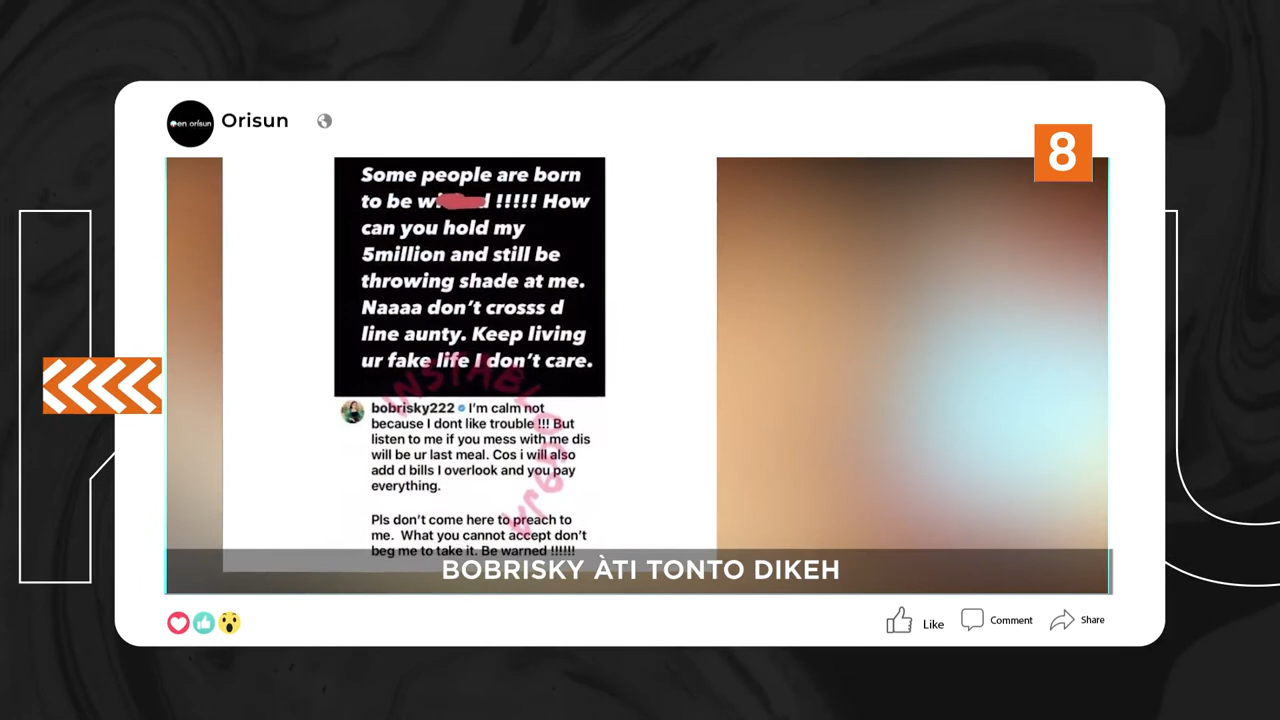 en orísun
Orisun
8
Some people are born
to be !!!!! How
can you hold my
5million and still be
throwing shade at me.
Naaaa don't crosss d
line aunty. Keep living
ur fake life I don't care.
INSTABLOG9JA
bobrisky222 I'm calm not
because I dont like trouble !!! But
listen to me if you mess with me dis
will be ur last meal. Cos i will also
add d bills I overlook and you pay
everything.
Pls don't come here to preach to
me. What you cannot accept don't
beg me to take it. Be warned !!!!!!
BOBRISKY ÀTI TONTO DIKEH
Like
Comment
Share